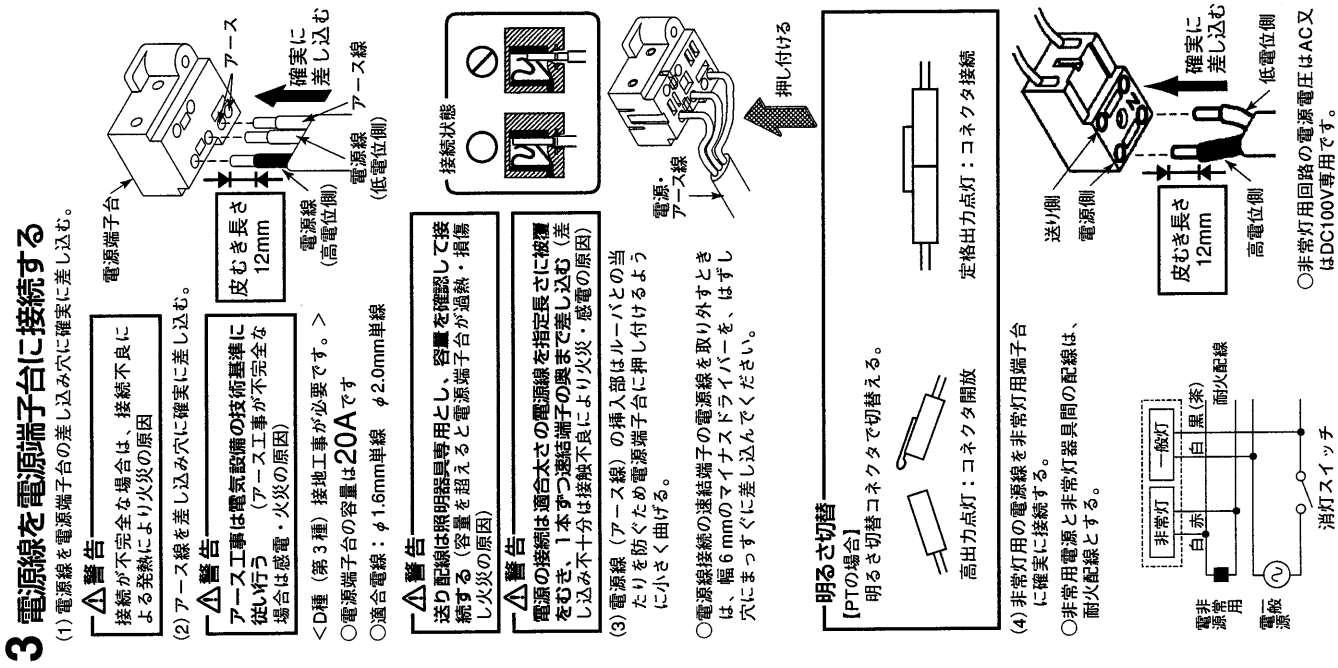 3 電源線を電源端子台に接続する
(1)電源線を電源端子台の差し込み穴に確実に差し込む。
⚠警告
接続が不完全な場合は、接続不良に
よる発熱により火災の原因
(2)アース線を差し込み穴に確実に差し込む。
⚠警告
アース工事は電気設備の技術基準に
従い行う (アース工事が不完全な
場合は感電・火災の原因)
<D種(第3種)接地工事が必要です。>
○電源端子台の容量は20Aです
○適合電線:φ1.6mm単線 φ2.0mm単線
電源端子台
アース
確実に
差し込む
皮むき長さ
12mm
アース線
電源線
(低電位側)
電源線
(高電位側)
⚠警告
送り配線は照明器具専用とし、容量を確認して接
続する(容量を超えると電源端子台が過熱・損傷
し火災の原因)
⚠警告
電源の接続は適合太さの電源線を指定長さに被覆
をむき、1本ずつ速結端子の奥まで差し込む(差
し込み不十分は接触不良により火災・感電の原因)
(3)電源線(アース線)の挿入部はルーバとの当
たりを防ぐため電源端子台に押し付けるよう
に小さく曲げる。
○電源線接続の速結端子の電源線を取り外すとき
は、幅6mmのマイナスドライバーを、はずし
穴にまっすぐに差し込んでください。
接続状態
電源・
アース線
押し付ける
明るさ切替
【PTの場合】
明るさ切替コネクタで切替える。
高出力点灯:コネクタ開放
定格出力点灯:コネクタ接続
(4)非常灯用の電源線を非常灯用端子台
に確実に接続する。
○非常用電源と非常灯器具間の配線は、
耐火配線とする。
非常灯
一般灯
白
赤
白
黒(茶)
耐火配線
非常用
電源
一般
電源
消灯スイッチ
送り側
電源側
皮むき長さ
12mm
高電位側
確実に
差し込む
低電位側
N
○非常灯用回路の電源電圧はAC又
はDC100V専用です。